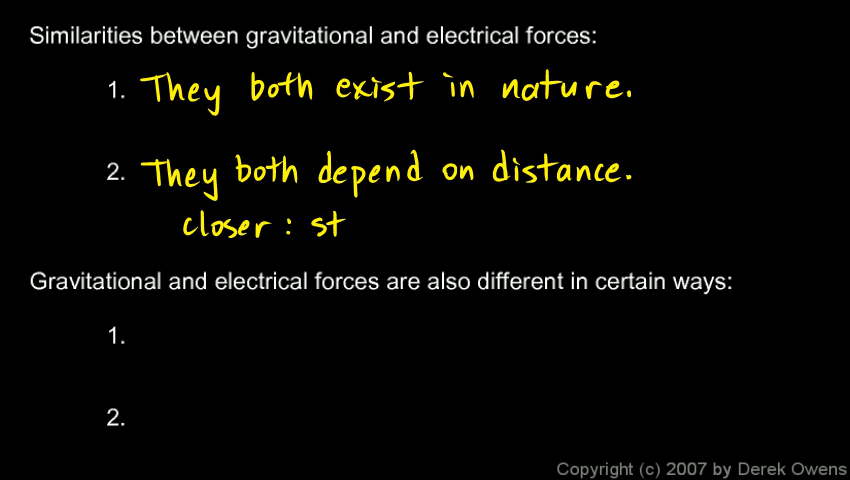 Similarities between gravitational and electrical forces:
1. They both exist in nature.
2. They both depend on distance.
closer : st
Gravitational and electrical forces are also different in certain ways:
1.
2.
Copyright (c) 2007 by Derek Owens